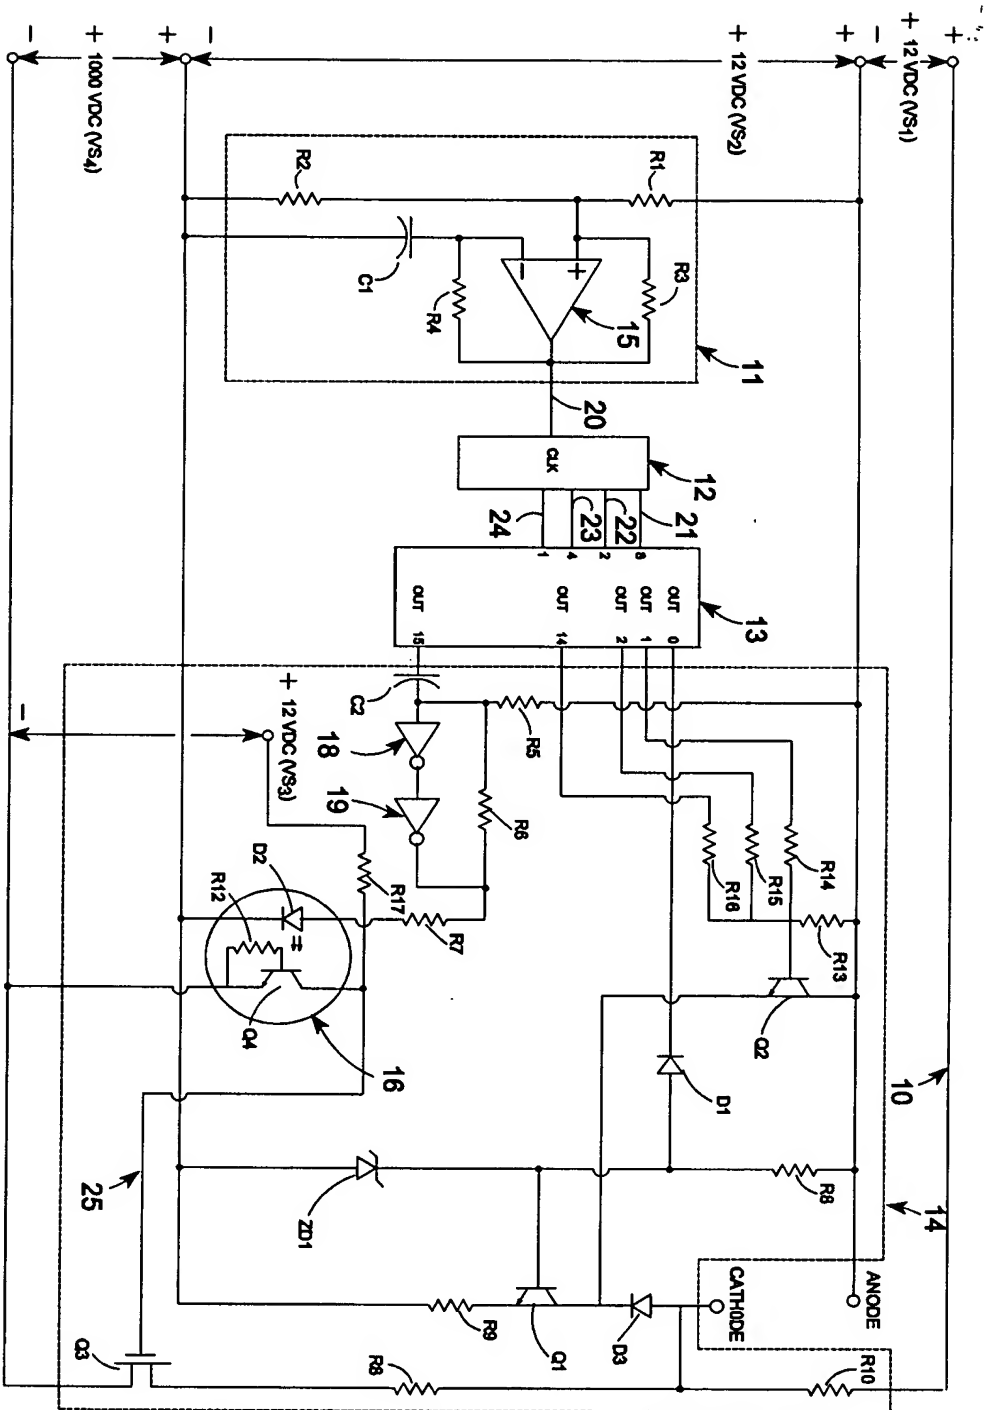 + 12 VDC (VS₁) -
+ 12 VDC (VS₂) -
+ 1000 VDC (VS₄) -
R1
R2
R3
R4
C1
+
-
15
11
20
CLK
12
21
22
23
24
8
2
4
1
13
OUT 0
OUT 1
OUT 2
OUT 14
OUT 15
C2
R5
18
19
R6
+ 12 VDC (VS₃)
-
R14
R15
R16
R13
R17
R7
D2
R12
Q4
16
Q2
D1
10
14
R8
ZD1
25
ANODE
CATHODE
D3
Q1
R9
R10
R8
Q3